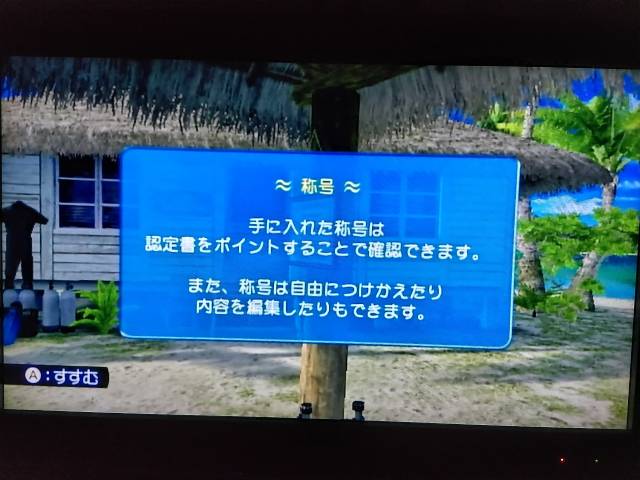 ≈ 称号 ≈
手に入れた称号は
認定書をポイントすることで確認できます。
また、称号は自由につけかえたり
内容を編集したりもできます。
A:すすむ